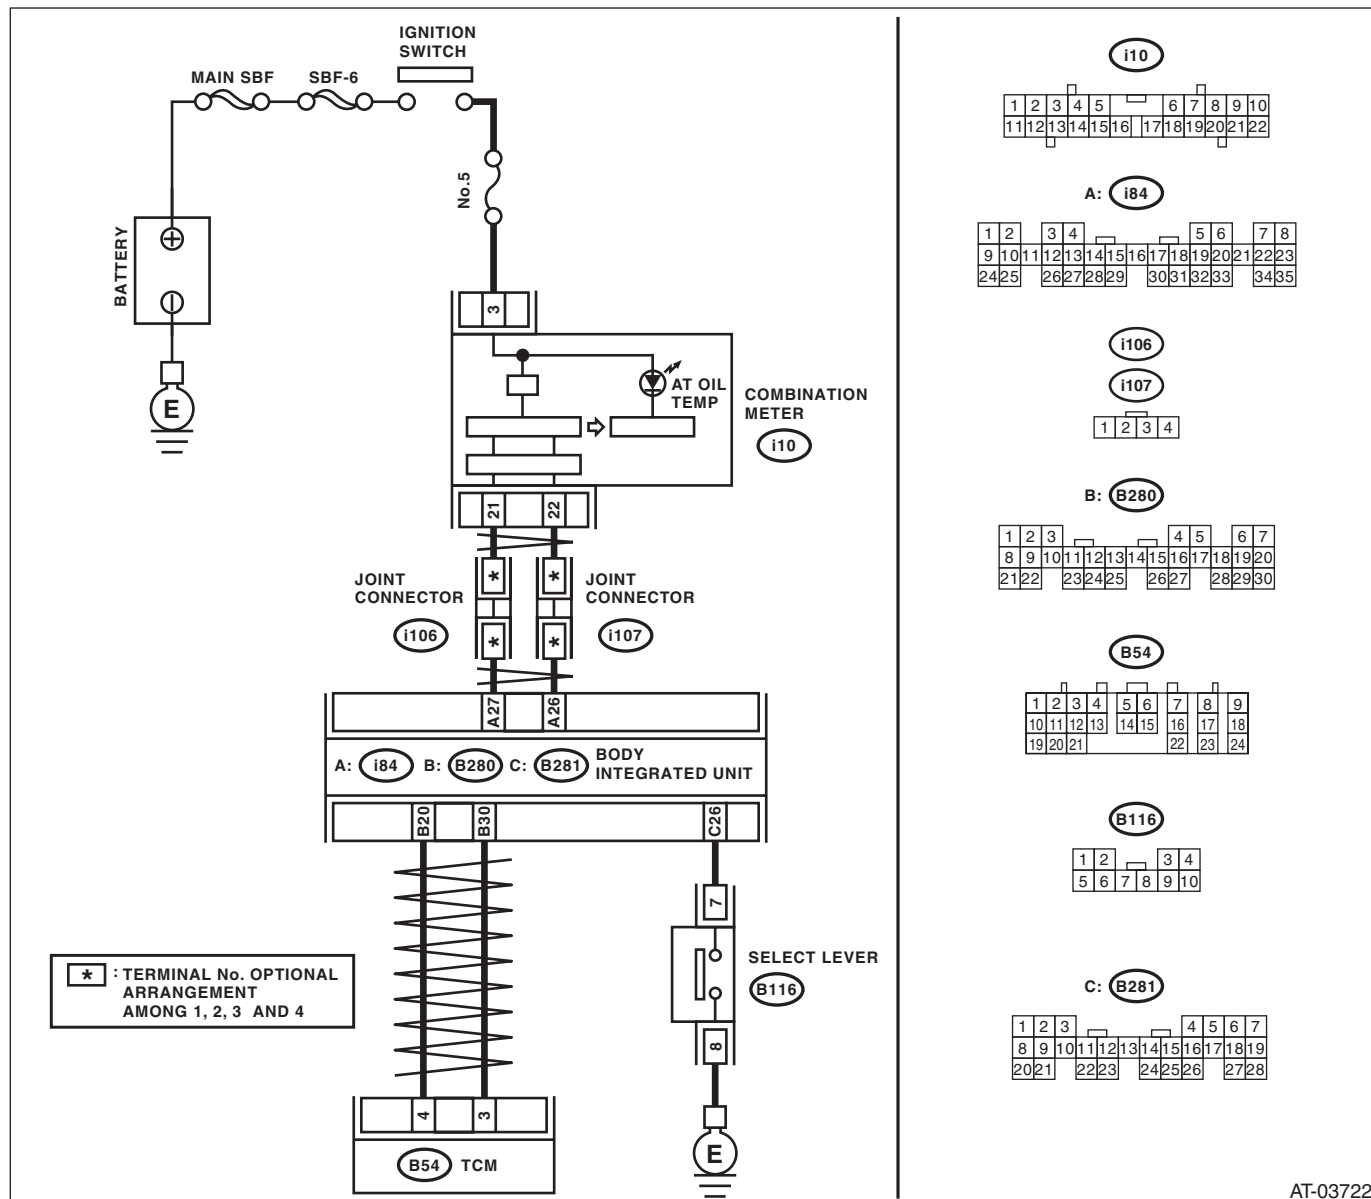 IGNITION
SWITCH
MAIN SBF
SBF-6
No.5
BATTERY
E
3
AT OIL
TEMP
COMBINATION
METER
i10
21
22
JOINT
CONNECTOR
i106
*
*
*
*
JOINT
CONNECTOR
i107
A27
A26
A: i84 B: B280 C: B281 BODY
INTEGRATED UNIT
B20
B30
C26
7
SELECT LEVER
B116
8
E
* : TERMINAL No. OPTIONAL
ARRANGEMENT
AMONG 1, 2, 3 AND 4
4
3
B54 TCM
i10
1 2 3 4 5 6 7 8 9 10
11 12 13 14 15 16 17 18 19 20 21 22
A: i84
1 2 3 4 5 6 7 8
9 10 11 12 13 14 15 16 17 18 19 20 21 22 23
24 25 26 27 28 29 30 31 32 33 34 35
i106
i107
1 2 3 4
B: B280
1 2 3 4 5 6 7
8 9 10 11 12 13 14 15 16 17 18 19 20
21 22 23 24 25 26 27 28 29 30
B54
1 2 3 4 5 6 7 8 9
10 11 12 13 14 15 16 17 18
19 20 21 22 23 24
B116
1 2 3 4
5 6 7 8 9 10
C: B281
1 2 3 4 5 6 7
8 9 10 11 12 13 14 15 16 17 18 19
20 21 22 23 24 25 26 27 28
AT-03722